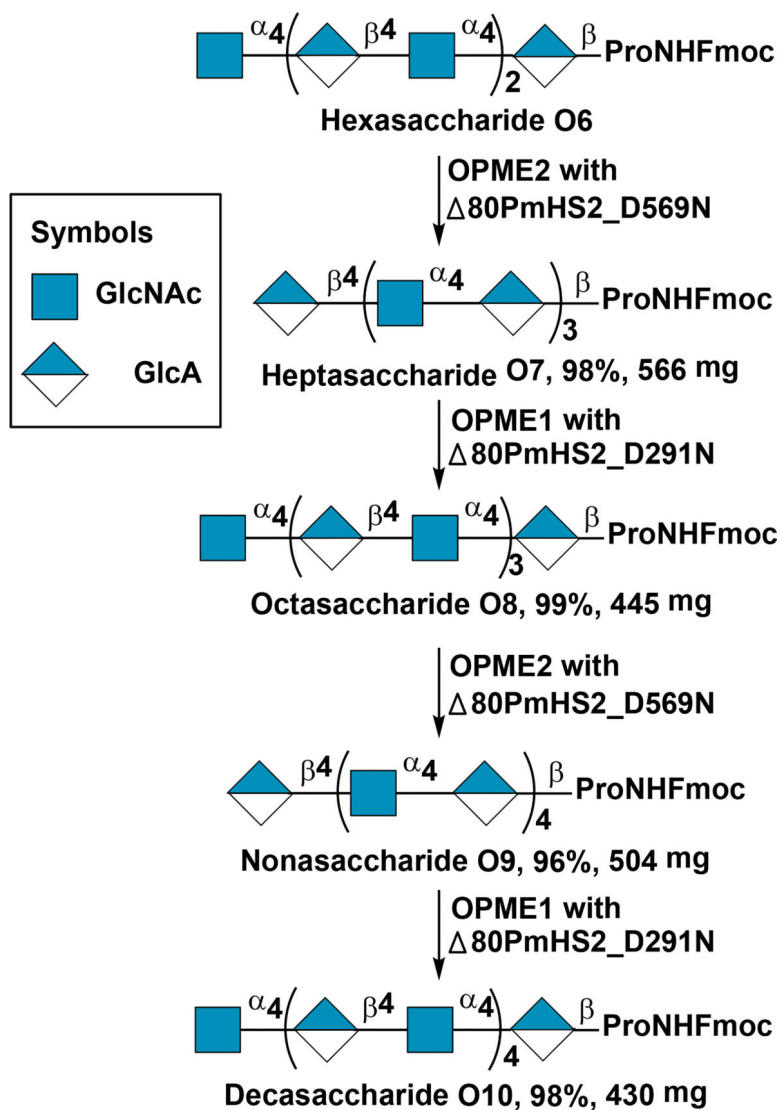 α4 ( β4 α4 )2 β ProNHFmoc
Hexasaccharide O6
OPME2 with
Δ80PmHS2_D569N
Symbols
GlcNAc
GlcA
β4 ( α4 )3 β ProNHFmoc
Heptasaccharide O7, 98%, 566 mg
OPME1 with
Δ80PmHS2_D291N
α4 ( β4 α4 )3 β ProNHFmoc
Octasaccharide O8, 99%, 445 mg
OPME2 with
Δ80PmHS2_D569N
β4 ( α4 )4 β ProNHFmoc
Nonasaccharide O9, 96%, 504 mg
OPME1 with
Δ80PmHS2_D291N
α4 ( β4 α4 )4 β ProNHFmoc
Decasaccharide O10, 98%, 430 mg